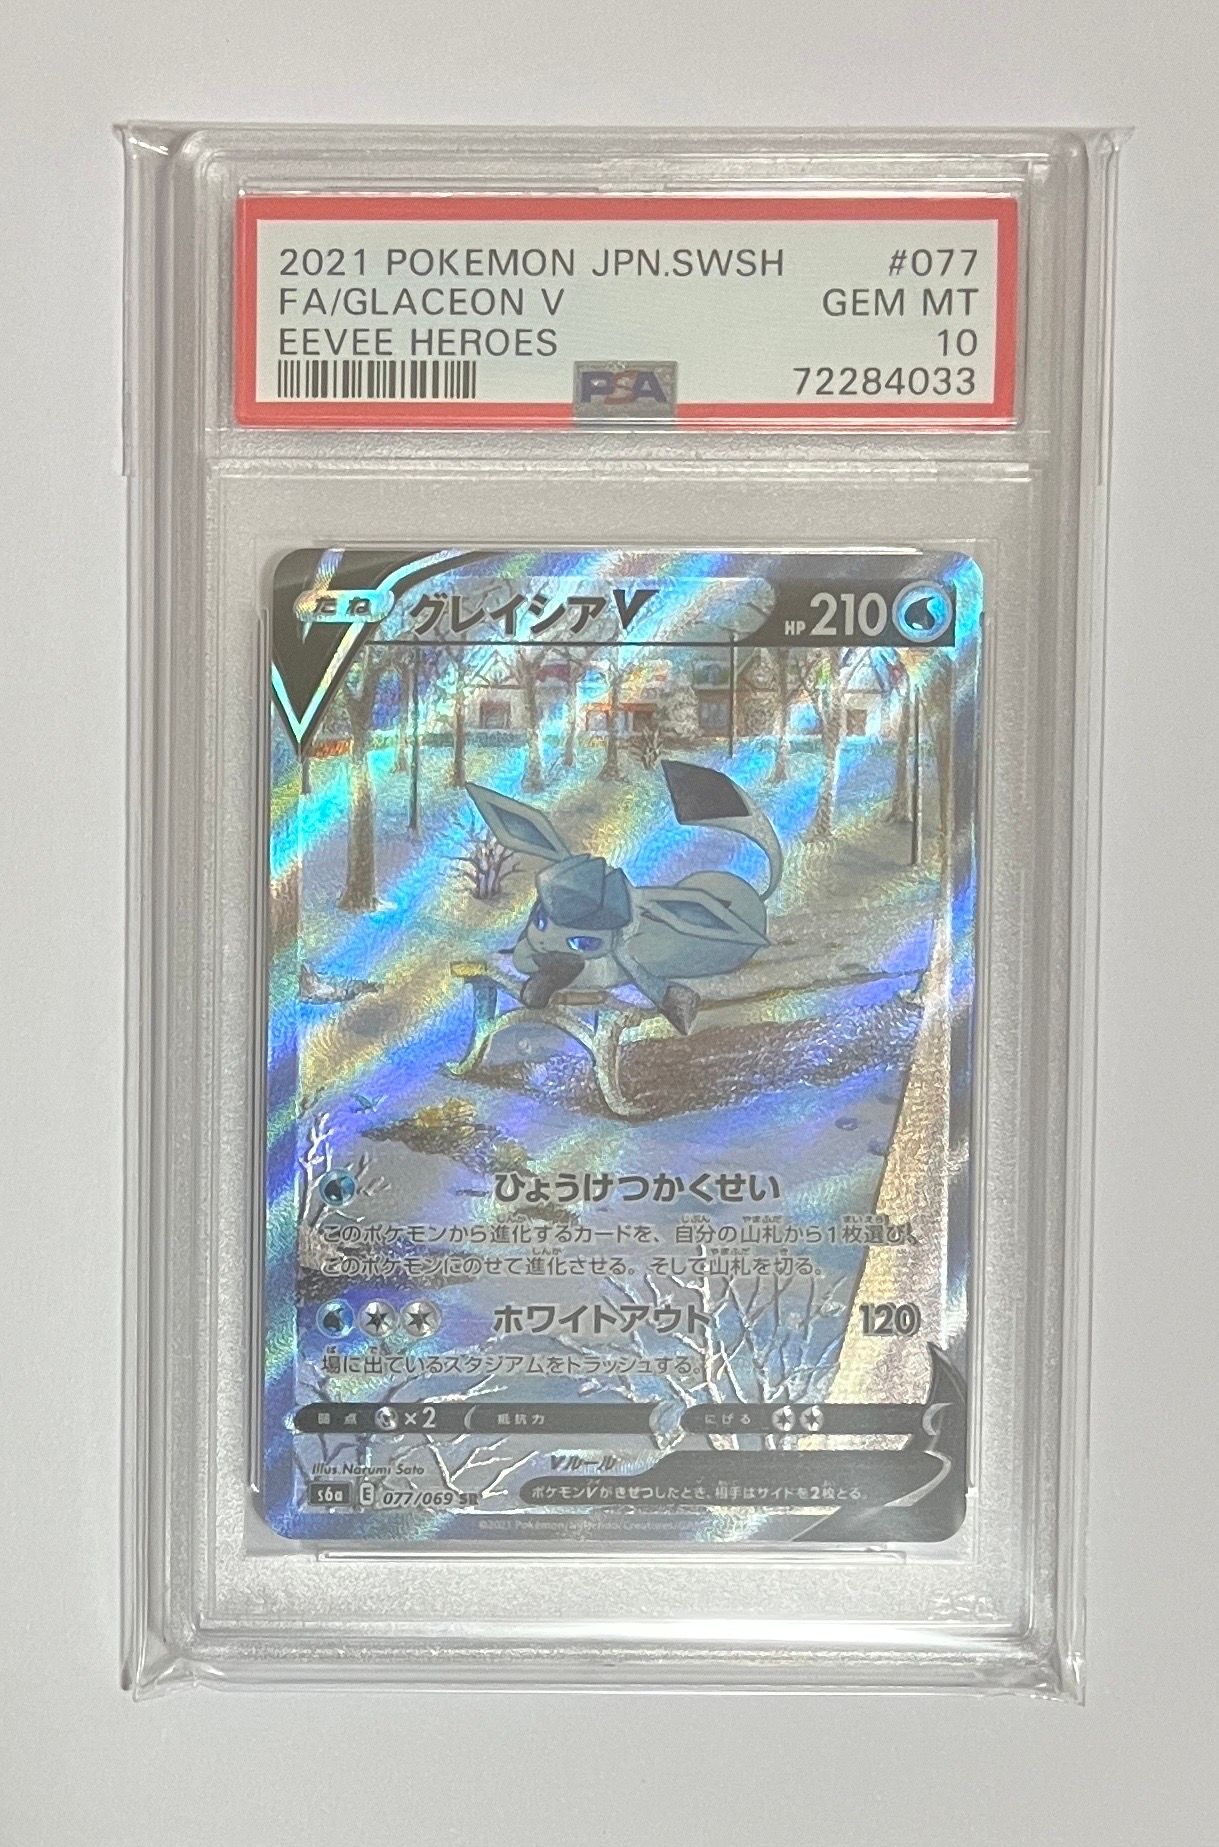 2021 POKEMON JPN.SWSH #077
FA/GLACEON V GEM MT
EEVEE HEROES 10
PSA 72284033
たね グレイシアV HP 210
ひょうけつかくせい
このポケモンから進化するカードを、自分の山札から1枚選び、
このポケモンにのせて進化させる。そして山札を切る。
ホワイトアウト 120
場に出ているスタジアムをトラッシュする。
弱点 ×2 抵抗力 にげる
Illus. Narumi Sato Vルール
s6a E 077/069 SR ポケモンVがきぜつしたとき、相手はサイドを2枚とる。
©2021 Pokémon